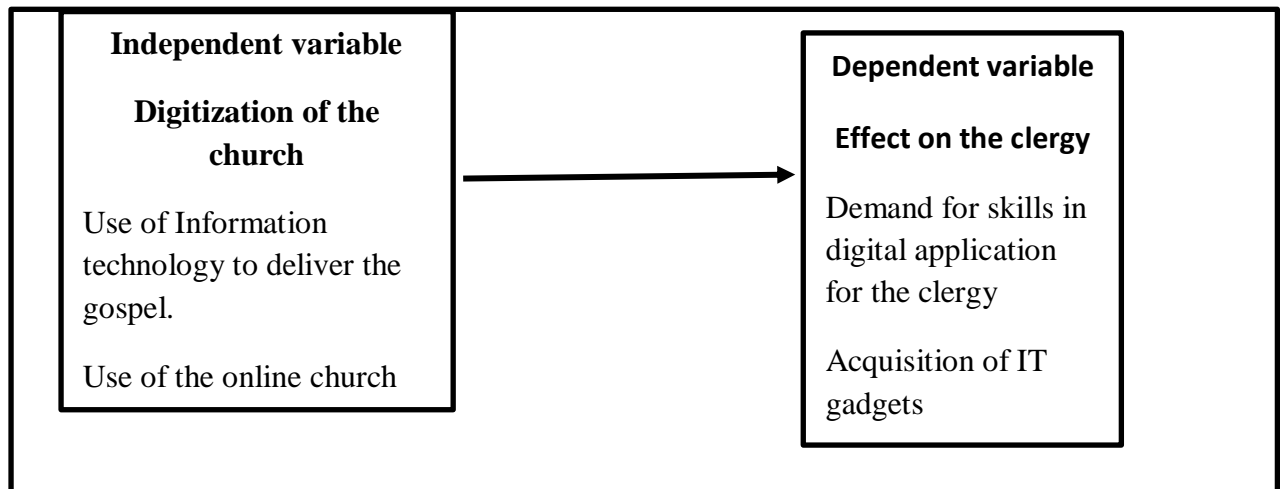 Independent variable
Digitization of the
church
Use of Information
technology to deliver the
gospel.
Use of the online church
Dependent variable
Effect on the clergy
Demand for skills in
digital application
for the clergy
Acquisition of IT
gadgets